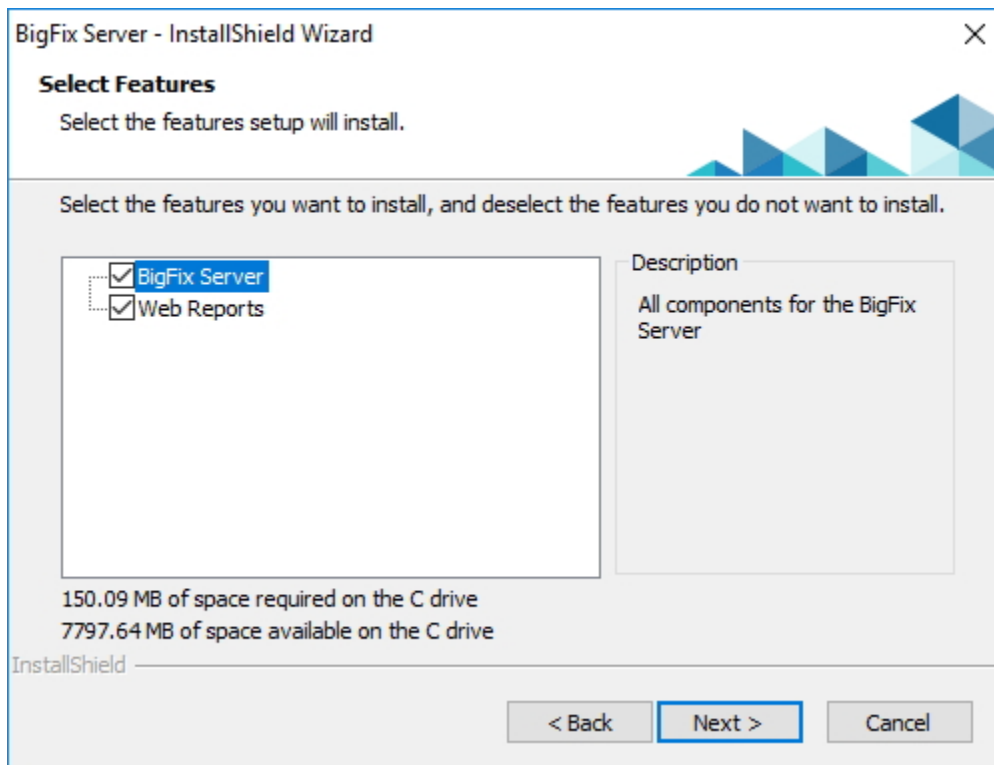 BigFix Server - InstallShield Wizard
Select Features
Select the features setup will install.
Select the features you want to install, and deselect the features you do not want to install.
BigFix Server
Web Reports
Description
All components for the BigFix
Server
150.09 MB of space required on the C drive
7797.64 MB of space available on the C drive
InstallShield
< Back
Next >
Cancel